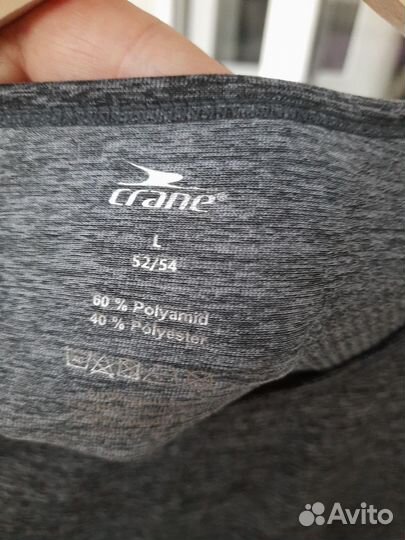 crane®
L
52/54
60 % Polyamid
40 % Polyester
Avito